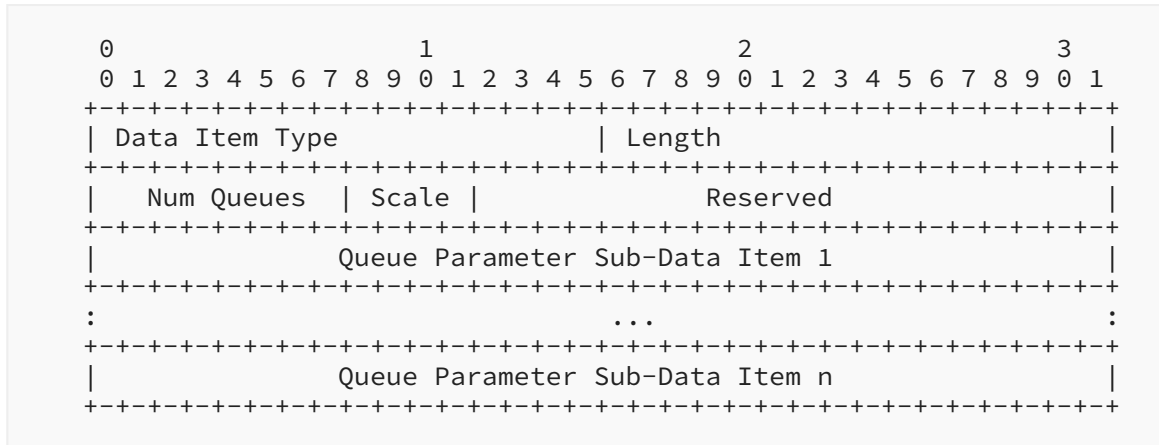 0                   1                   2                   3
 0 1 2 3 4 5 6 7 8 9 0 1 2 3 4 5 6 7 8 9 0 1 2 3 4 5 6 7 8 9 0 1
+-+-+-+-+-+-+-+-+-+-+-+-+-+-+-+-+-+-+-+-+-+-+-+-+-+-+-+-+-+-+-+-+
| Data Item Type                | Length                        |
+-+-+-+-+-+-+-+-+-+-+-+-+-+-+-+-+-+-+-+-+-+-+-+-+-+-+-+-+-+-+-+-+
|   Num Queues  | Scale |              Reserved                 |
+-+-+-+-+-+-+-+-+-+-+-+-+-+-+-+-+-+-+-+-+-+-+-+-+-+-+-+-+-+-+-+-+
|               Queue Parameter Sub-Data Item 1                 |
+-+-+-+-+-+-+-+-+-+-+-+-+-+-+-+-+-+-+-+-+-+-+-+-+-+-+-+-+-+-+-+-+
:                                ...                            :
+-+-+-+-+-+-+-+-+-+-+-+-+-+-+-+-+-+-+-+-+-+-+-+-+-+-+-+-+-+-+-+-+
|               Queue Parameter Sub-Data Item n                 |
+-+-+-+-+-+-+-+-+-+-+-+-+-+-+-+-+-+-+-+-+-+-+-+-+-+-+-+-+-+-+-+-+